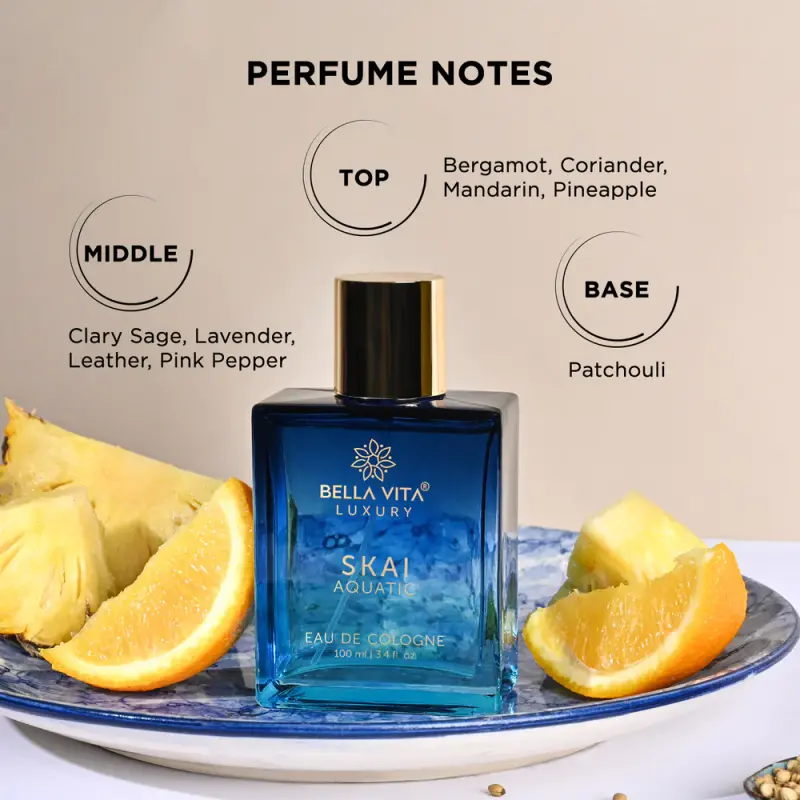 PERFUME NOTES
TOP
Bergamot, Coriander,
Mandarin, Pineapple
MIDDLE
Clary Sage, Lavender,
Leather, Pink Pepper
BASE
Patchouli
BELLA VITA®
LUXURY
SKAI
AQUATIC
EAU DE COLOGNE
100 ml | 3.4 fl. oz